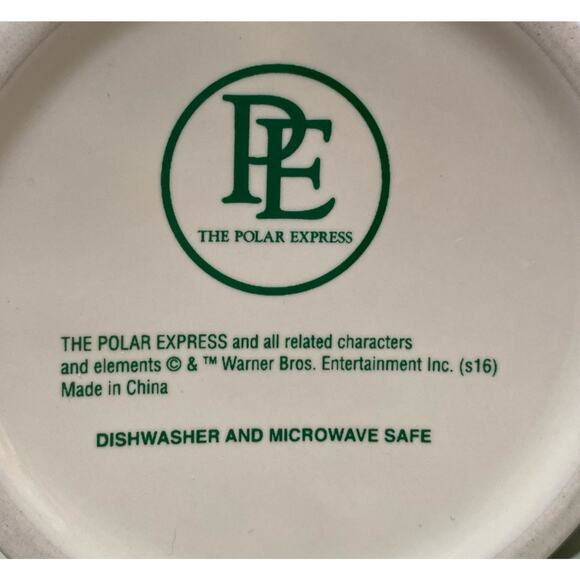 PE
THE POLAR EXPRESS
THE POLAR EXPRESS and all related characters
and elements © & ™ Warner Bros. Entertainment Inc. (s16)
Made in China
DISHWASHER AND MICROWAVE SAFE